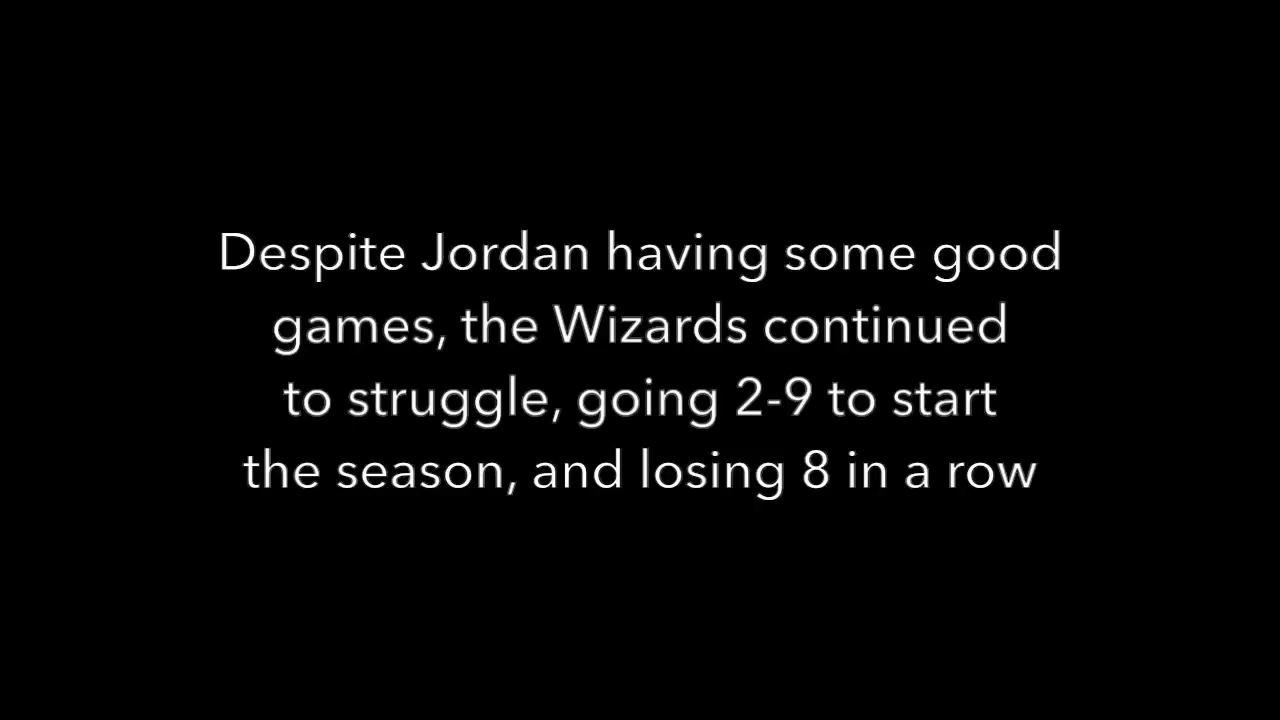 Despite Jordan having some good
games, the Wizards continued
to struggle, going 2-9 to start
the season, and losing 8 in a row